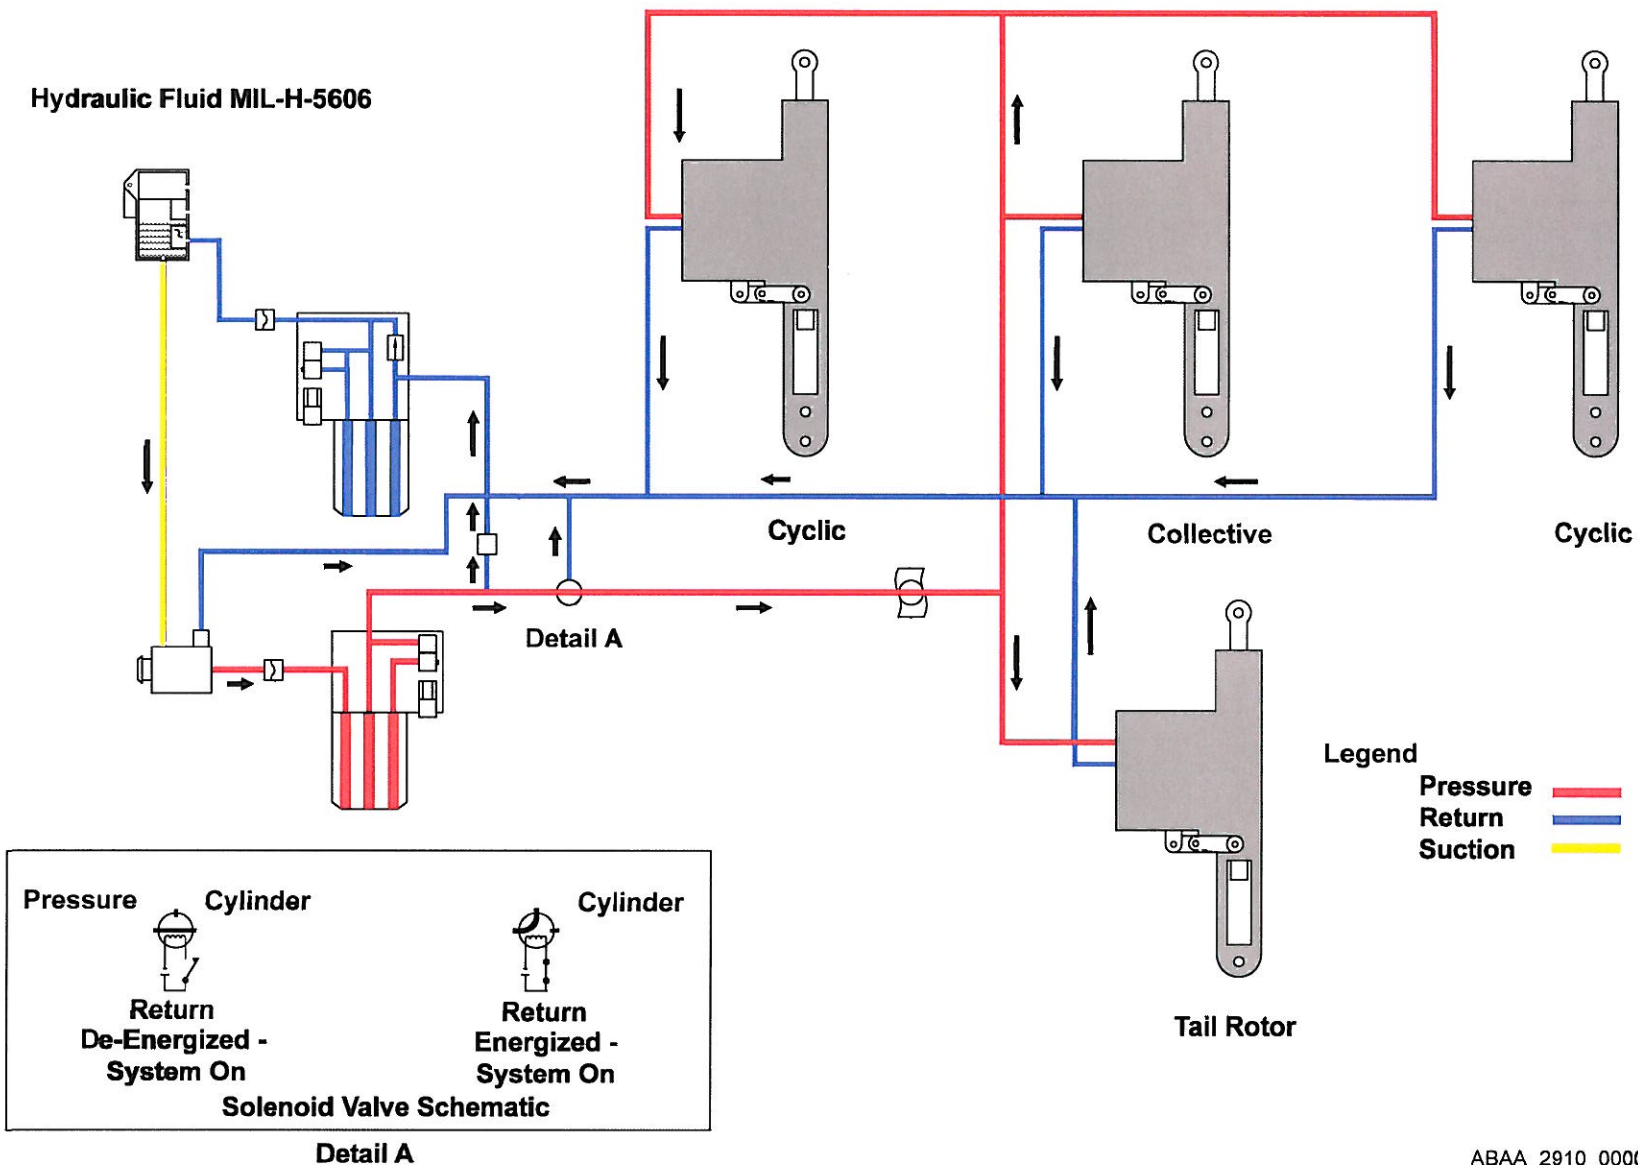 Hydraulic Fluid MIL-H-5606
Cyclic
Collective
Cyclic
Detail A
Legend
Pressure
Return
Suction
Pressure
Cylinder
Cylinder
Return
De-Energized -
System On
Return
Energized -
System On
Solenoid Valve Schematic
Tail Rotor
Detail A
ABAA_2910_0000